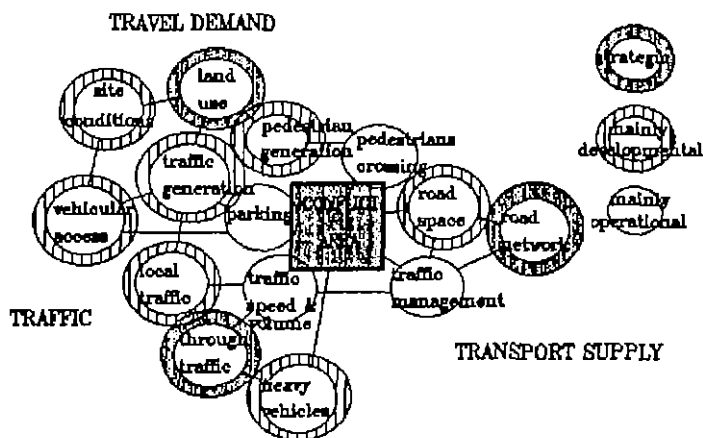 TRAVEL DEMAND
site
conditions
land
use
strategic
pedestrian
generation
pedestrians
crossing
mainly
developmental
traffic
generation
vehicular
access
parking
AREA
road
space
road
network
mainly
operational
local
traffic
traffic
speed &
volume
traffic
management
TRAFFIC
through
traffic
TRANSPORT SUPPLY
heavy
vehicles